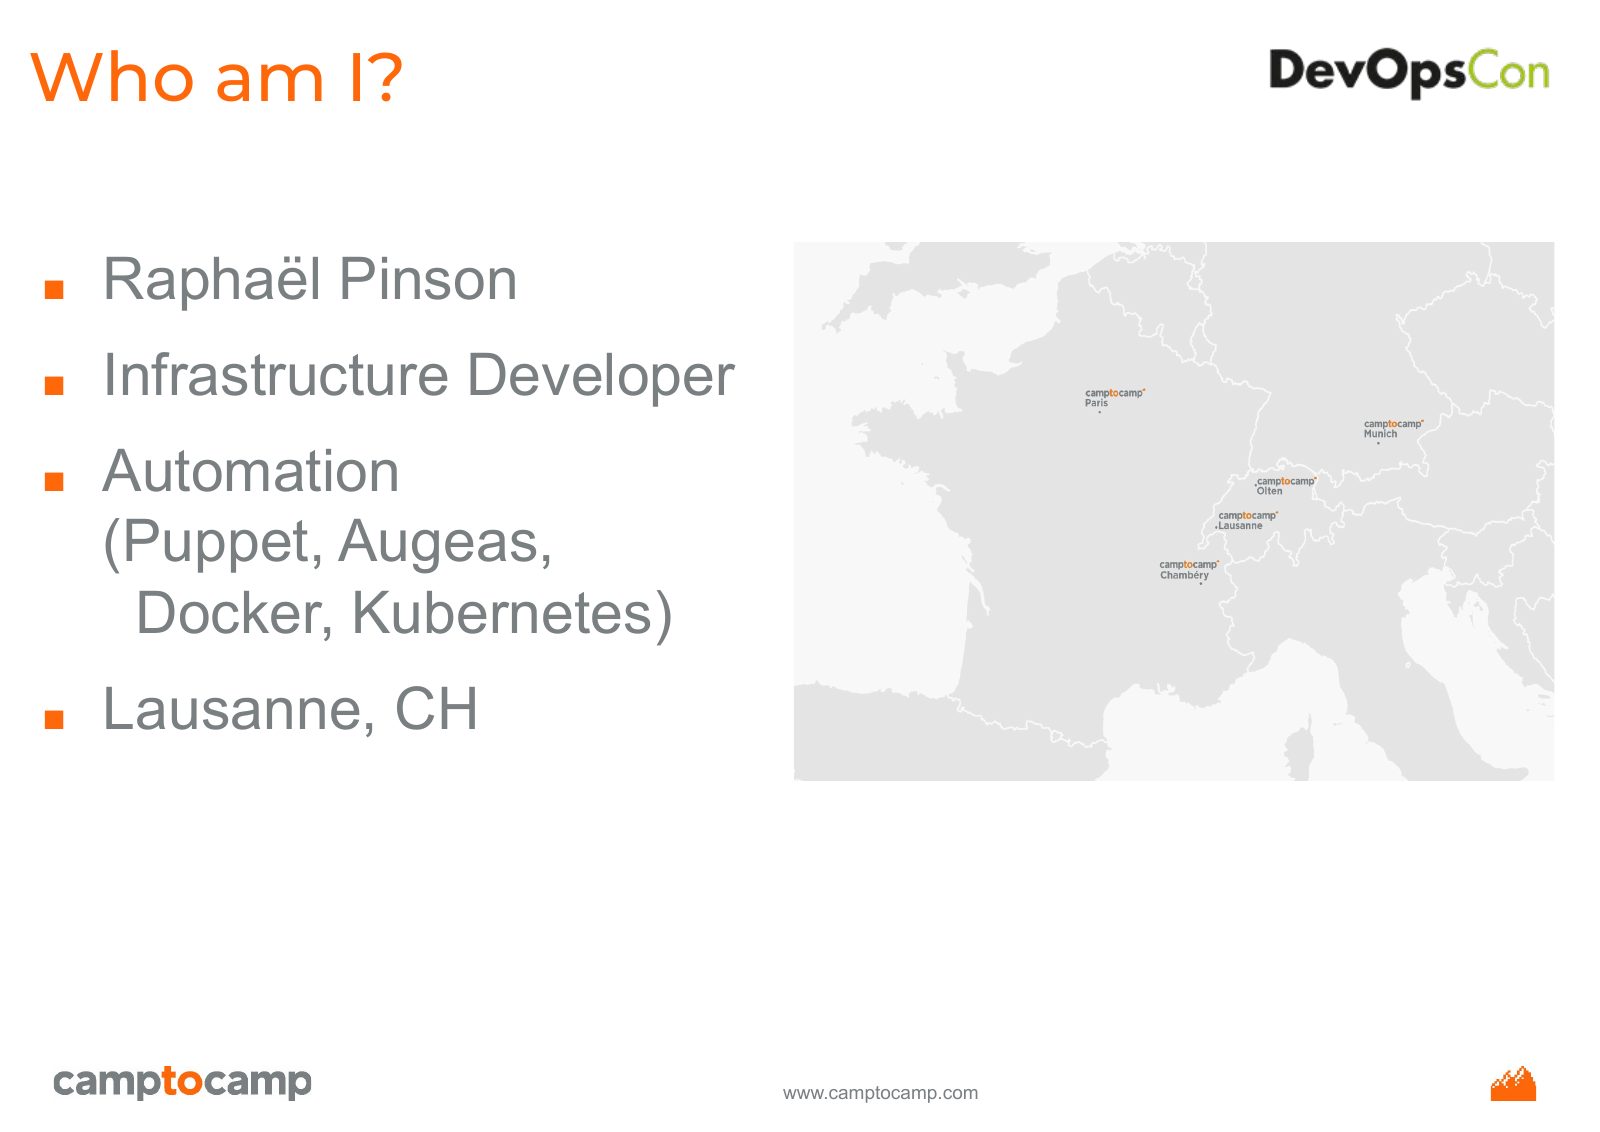 Who am I?
DevOpsCon
Raphaël Pinson
Infrastructure Developer
Automation
(Puppet, Augeas,
Docker, Kubernetes)
Lausanne, CH
camptocamp
Paris
camptocamp
Munich
camptocamp
Olten
camptocamp
Lausanne
camptocamp
Chambéry
camptocamp
www.camptocamp.com